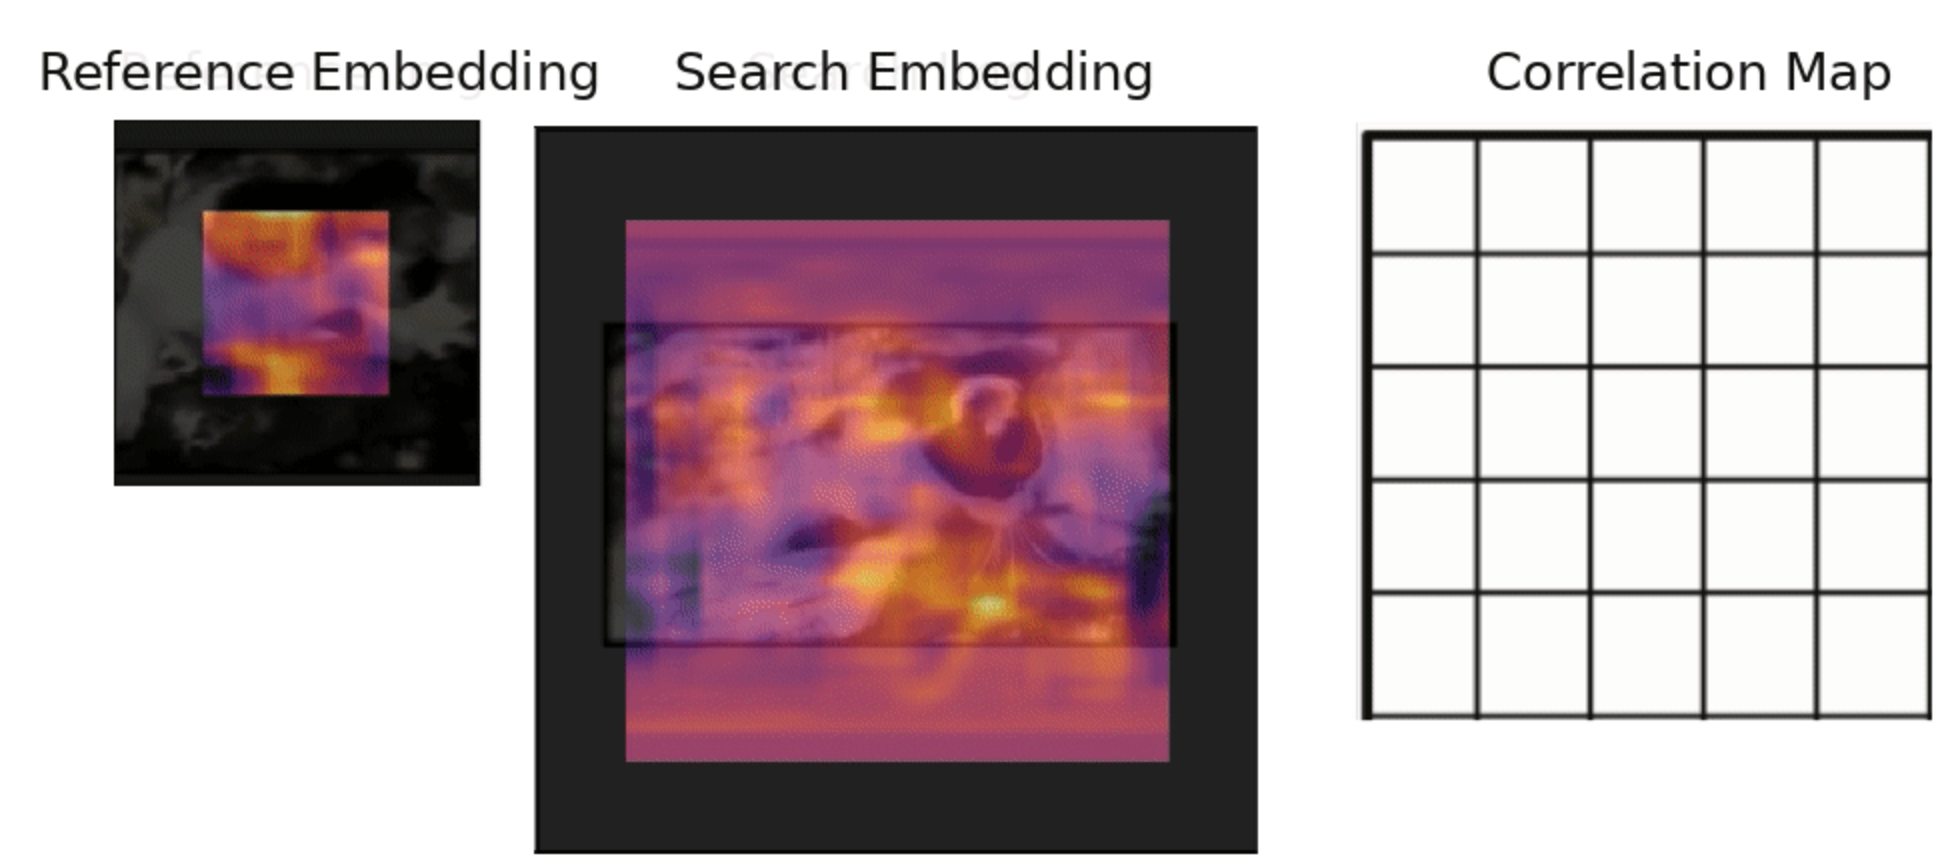 Reference Embedding
Search Embedding
Correlation Map